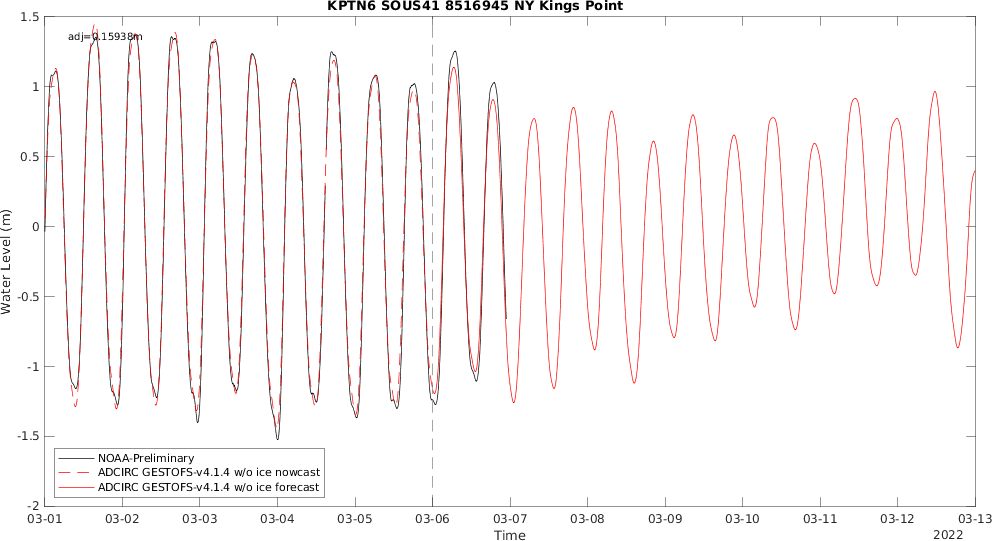 KPTN6 SOUS41 8516945 NY Kings Point
adj=0.15938m
1.5
1
0.5
0
-0.5
-1
-1.5
-2
Water Level (m)
NOAA-Preliminary
ADCIRC GESTOFS-v4.1.4 w/o ice nowcast
ADCIRC GESTOFS-v4.1.4 w/o ice forecast
03-01 03-02 03-03 03-04 03-05 03-06 03-07 03-08 03-09 03-10 03-11 03-12 03-13
Time
2022